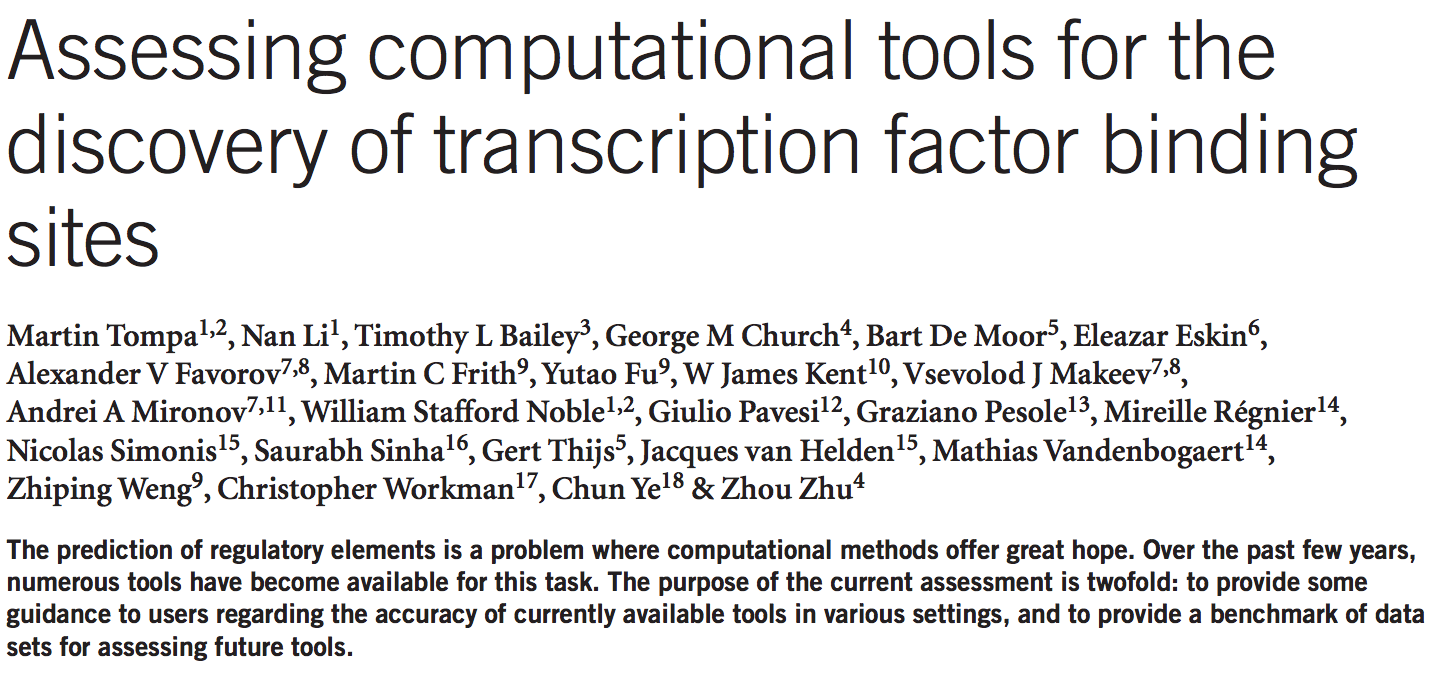 Assessing computational tools for the
discovery of transcription factor binding
sites
Martin Tompa1,2, Nan Li1, Timothy L Bailey3, George M Church4, Bart De Moor5, Eleazar Eskin6,
Alexander V Favorov7,8, Martin C Frith9, Yutao Fu9, W James Kent10, Vsevolod J Makeev7,8,
Andrei A Mironov7,11, William Stafford Noble1,2, Giulio Pavesi12, Graziano Pesole13, Mireille Régnier14,
Nicolas Simonis15, Saurabh Sinha16, Gert Thijs5, Jacques van Helden15, Mathias Vandenbogaert14,
Zhiping Weng9, Christopher Workman17, Chun Ye18 & Zhou Zhu4
The prediction of regulatory elements is a problem where computational methods offer great hope. Over the past few years,
numerous tools have become available for this task. The purpose of the current assessment is twofold: to provide some
guidance to users regarding the accuracy of currently available tools in various settings, and to provide a benchmark of data
sets for assessing future tools.